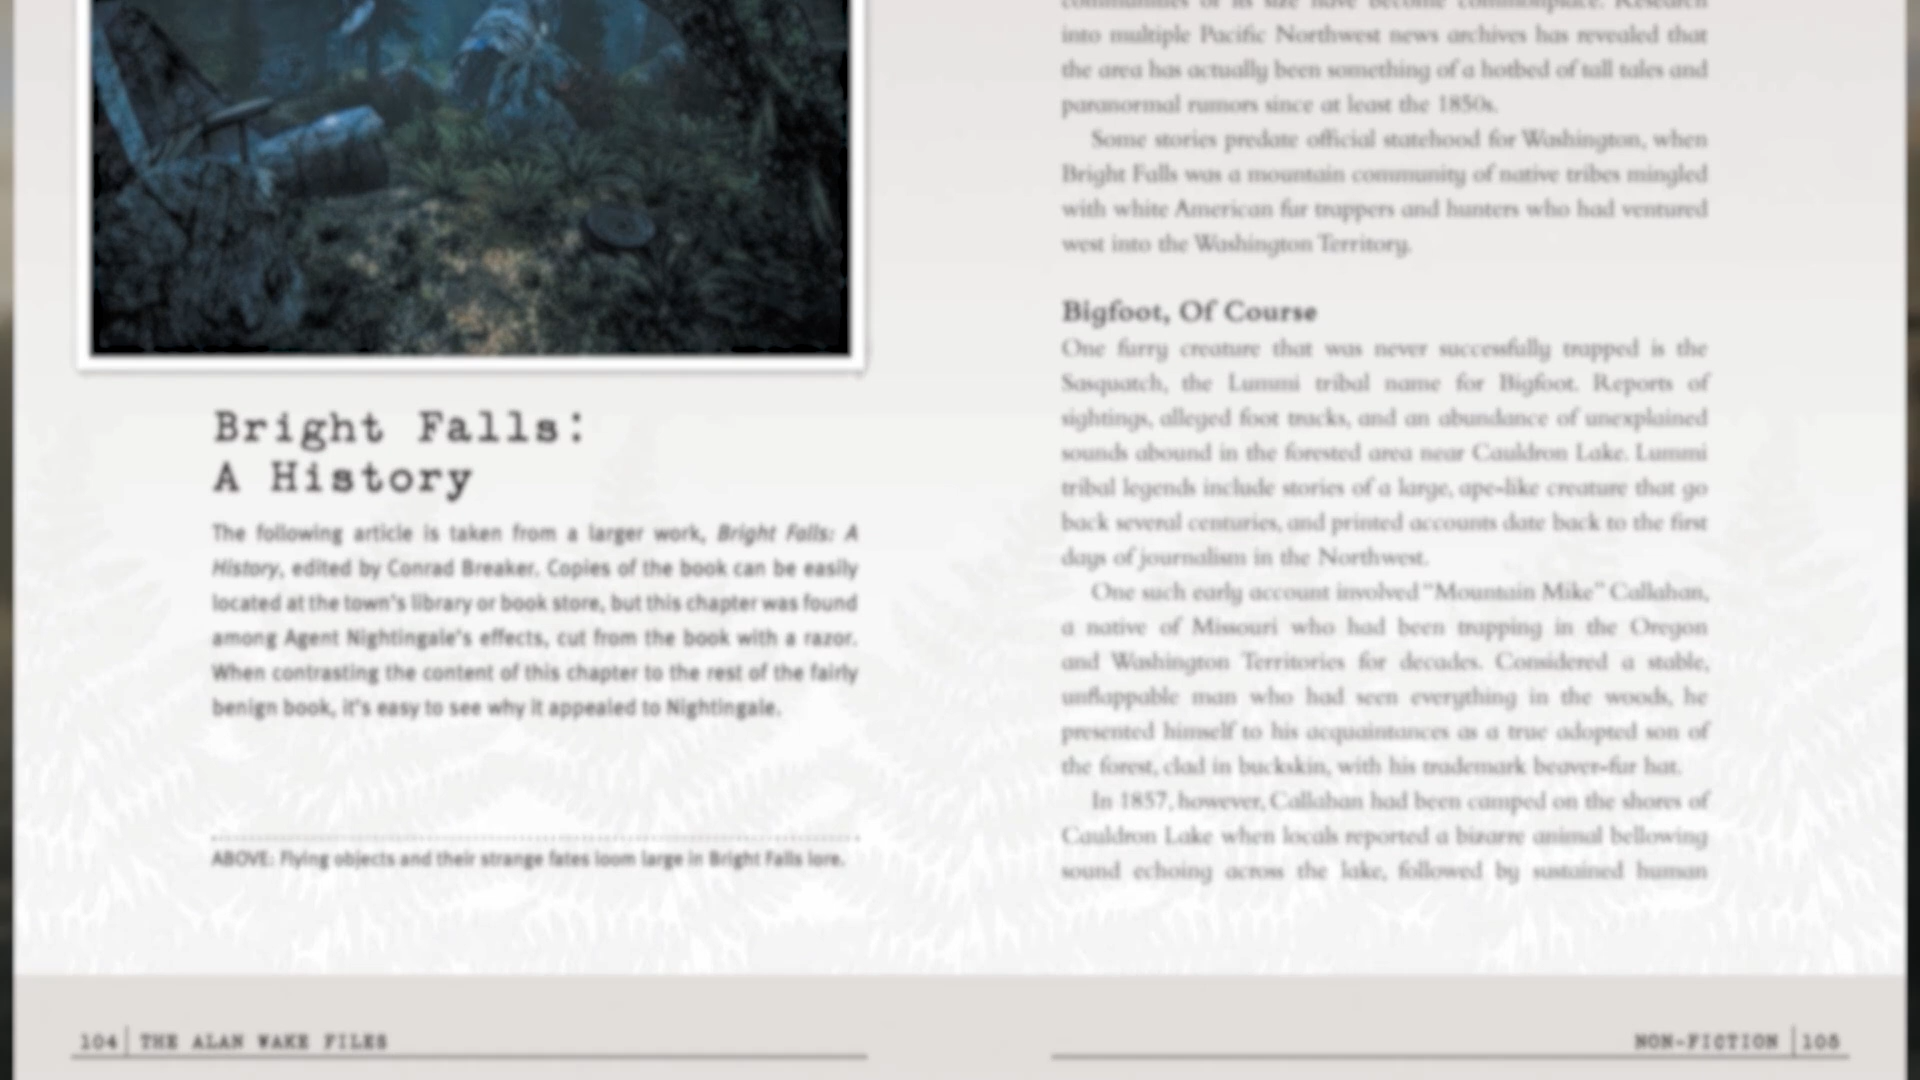 Bright Falls:
A History
The following article is taken from a larger work, Bright Falls: A
History, edited by Conrad Breaker. Copies of the book can be easily
located at the town's library or book store, but this chapter was found
among Agent Nightingale's effects, cut from the book with a razor.
When contrasting the content of this chapter to the rest of the fairly
benign book, it's easy to see why it appealed to Nightingale.
ABOVE: Flying objects and their strange fates loom large in Bright Falls lore.
104 | THE ALAN WAKE FILES
communities of its size have become commonplace. Research
into multiple Pacific Northwest news archives has revealed that
the area has actually been something of a hotbed of tall tales and
paranormal rumors since at least the 1850s.
Some stories predate official statehood for Washington, when
Bright Falls was a mountain community of native tribes mingled
with white American fur trappers and hunters who had ventured
west into the Washington Territory.
Bigfoot, Of Course
One furry creature that was never successfully trapped is the
Sasquatch, the Lummi tribal name for Bigfoot. Reports of
sightings, alleged foot tracks, and an abundance of unexplained
sounds abound in the forested area near Cauldron Lake. Lummi
tribal legends include stories of a large, ape-like creature that go
back several centuries, and printed accounts date back to the first
days of journalism in the Northwest.
One such early account involved "Mountain Mike" Callahan,
a native of Missouri who had been trapping in the Oregon
and Washington Territories for decades. Considered a stable,
unflappable man who had seen everything in the woods, he
presented himself to his acquaintances as a true adopted son of
the forest, clad in buckskin, with his trademark beaver-fur hat.
In 1857, however, Callahan had been camped on the shores of
Cauldron Lake when locals reported a bizarre animal bellowing
sound echoing across the lake, followed by sustained human
NON-FICTION | 105